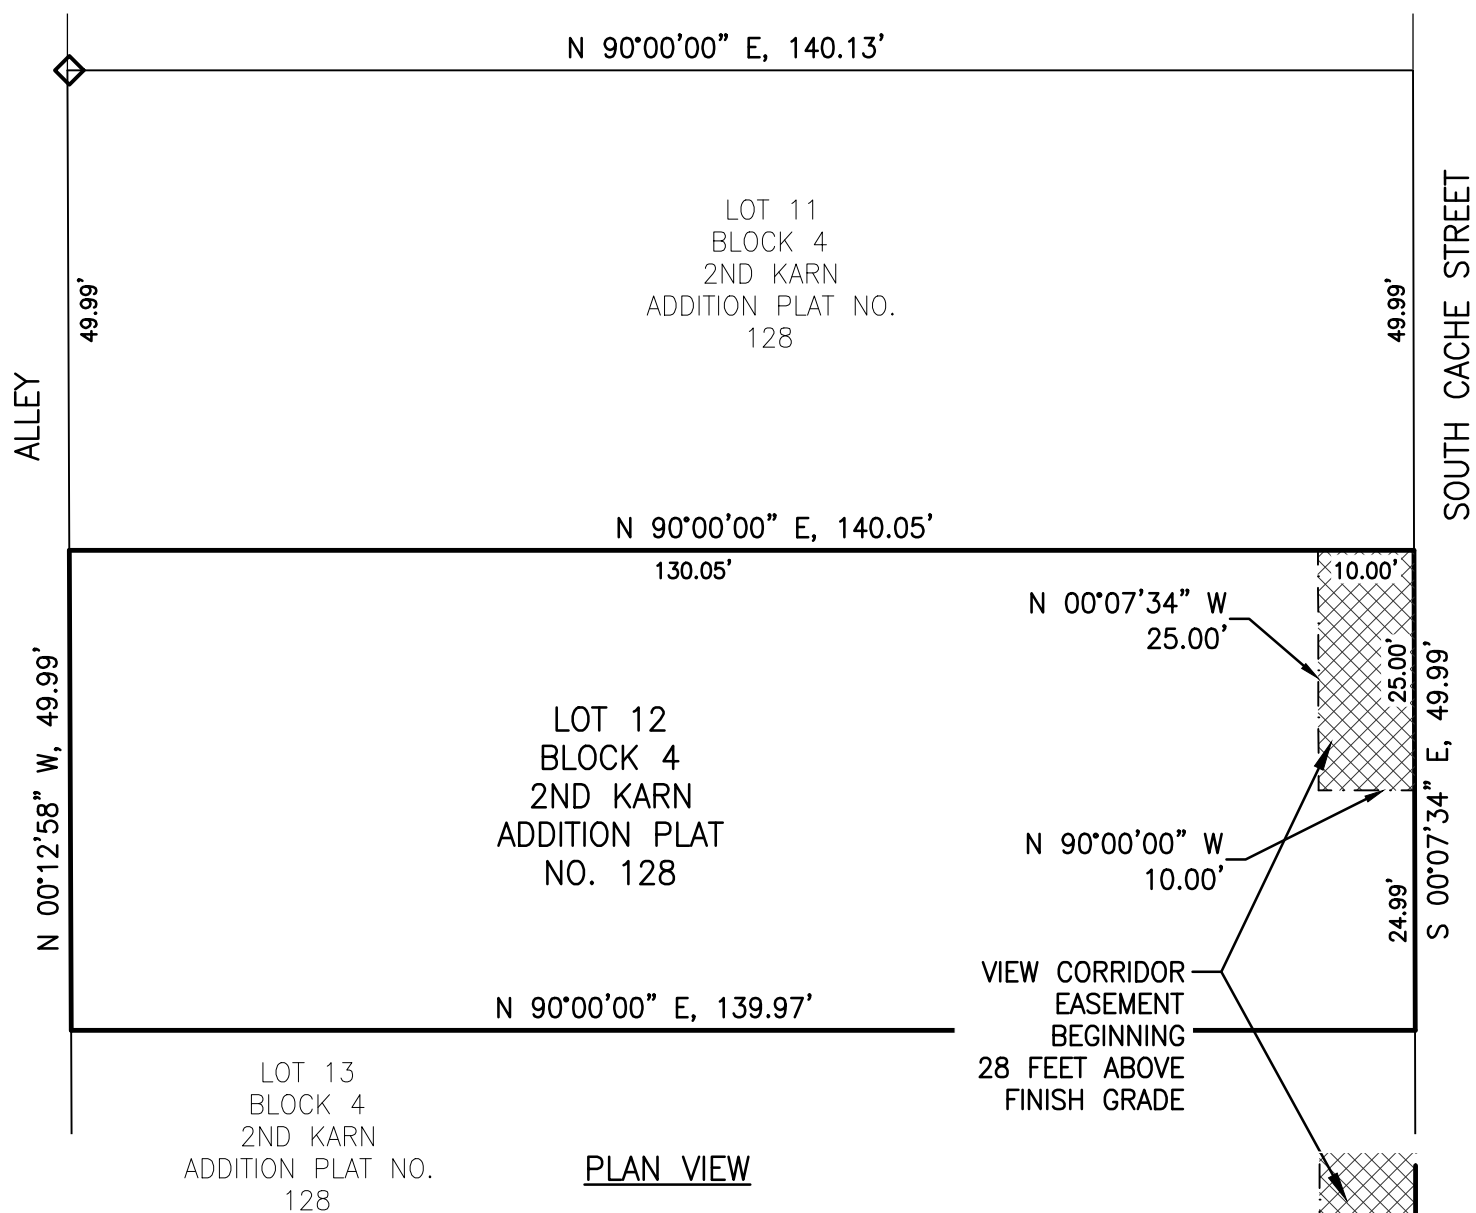 N 90°00'00" E, 140.13'
LOT 11
BLOCK 4
2ND KARN
ADDITION PLAT NO.
128
49.99'
49.99'
ALLEY
SOUTH CACHE STREET
N 90°00'00" E, 140.05'
130.05'
10.00'
N 00°07'34" W
25.00'
25.00'
N 00°12'58" W, 49.99'
S 00°07'34" E, 49.99'
LOT 12
BLOCK 4
2ND KARN
ADDITION PLAT
NO. 128
N 90°00'00" W
10.00'
24.99'
VIEW CORRIDOR
EASEMENT
BEGINNING
28 FEET ABOVE
FINISH GRADE
N 90°00'00" E, 139.97'
LOT 13
BLOCK 4
2ND KARN
ADDITION PLAT NO.
128
PLAN VIEW